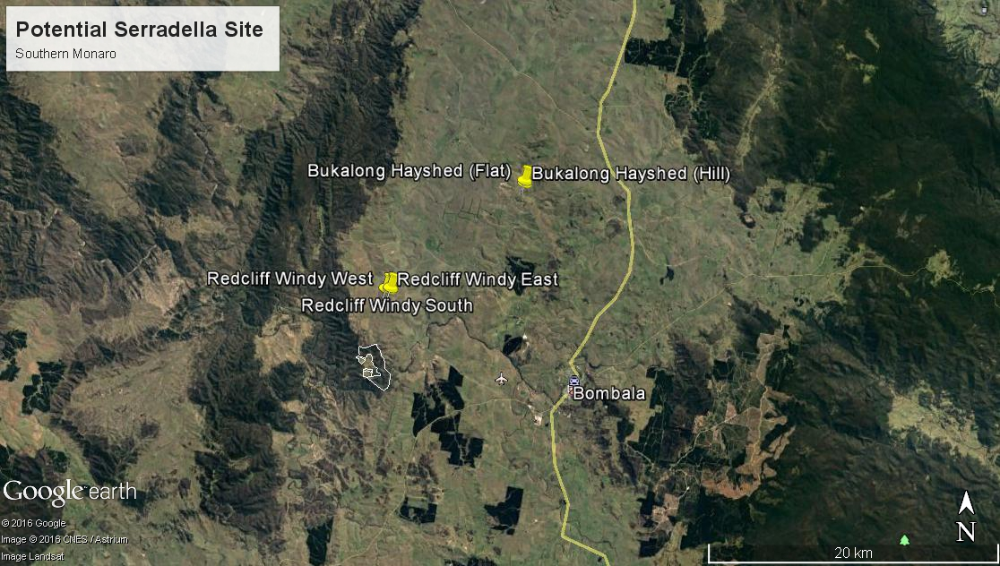 Potential Serradella Site
Southern Monaro
Bukalong Hayshed (Flat)
Bukalong Hayshed (Hill)
Redcliff Windy West
Redcliff Windy East
Redcliff Windy South
Bombala
Google earth
© 2016 Google
Image © 2016 CNES / Astrium
Image Landsat
N
20 km